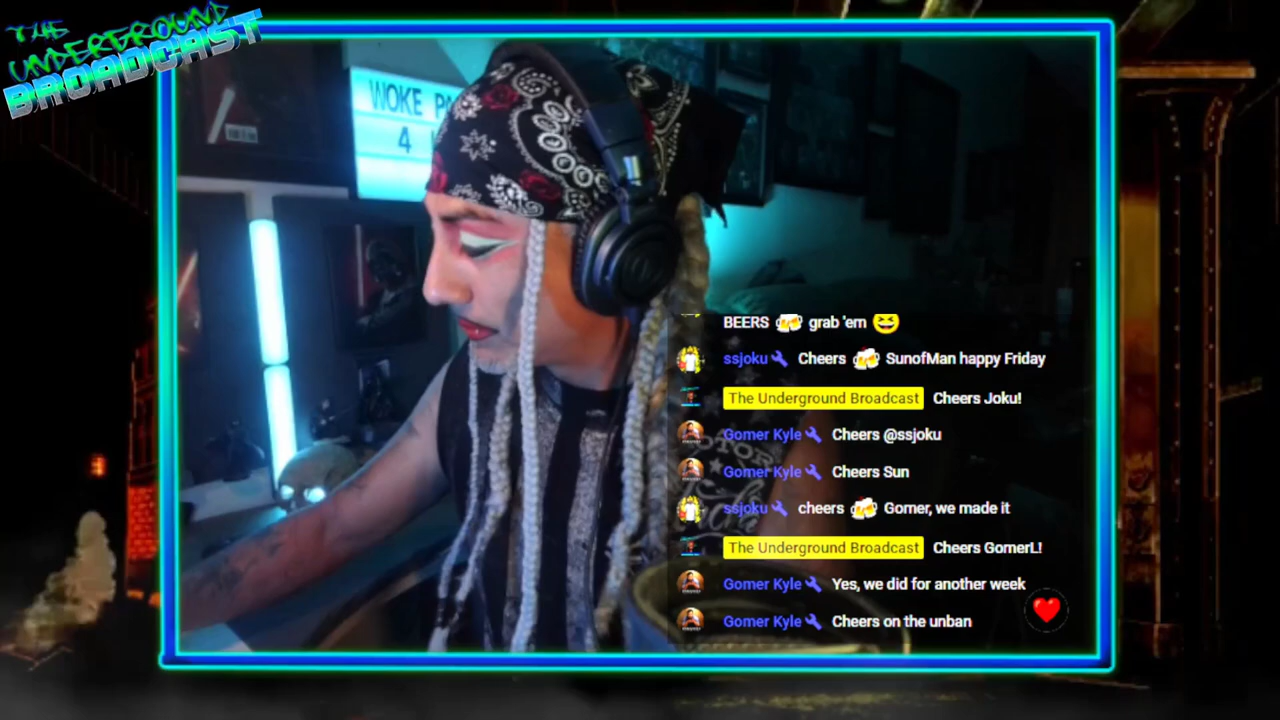 THE
UNDERGROUND
BROADCAST
WOKE
4
BEERS 🍻 grab 'em 😆
ssjoku Cheers 🍻 SunofMan happy Friday
The Underground Broadcast Cheers Joku!
Gomer Kyle Cheers @ssjoku
Gomer Kyle Cheers Sun
ssjoku cheers 🍻 Gomer, we made it
The Underground Broadcast Cheers GomerL!
Gomer Kyle Yes, we did for another week
Gomer Kyle Cheers on the unban